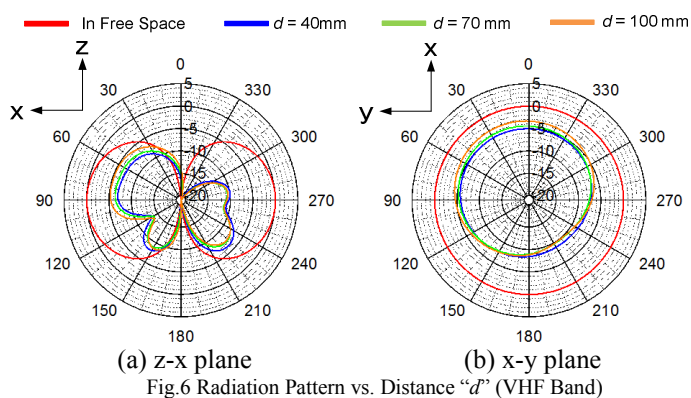 In Free Space d = 40mm d = 70 mm d = 100 mm
z x
0 0
30 5 330 30 5 330
0 0
x y
60 -5 300 60 -5 300
-10 -10
-15 -15
90 -20 270 90 -20 270
120 240 120 240
150 210 150 210
180 180
(a) z-x plane (b) x-y plane
Fig.6 Radiation Pattern vs. Distance “d” (VHF Band)